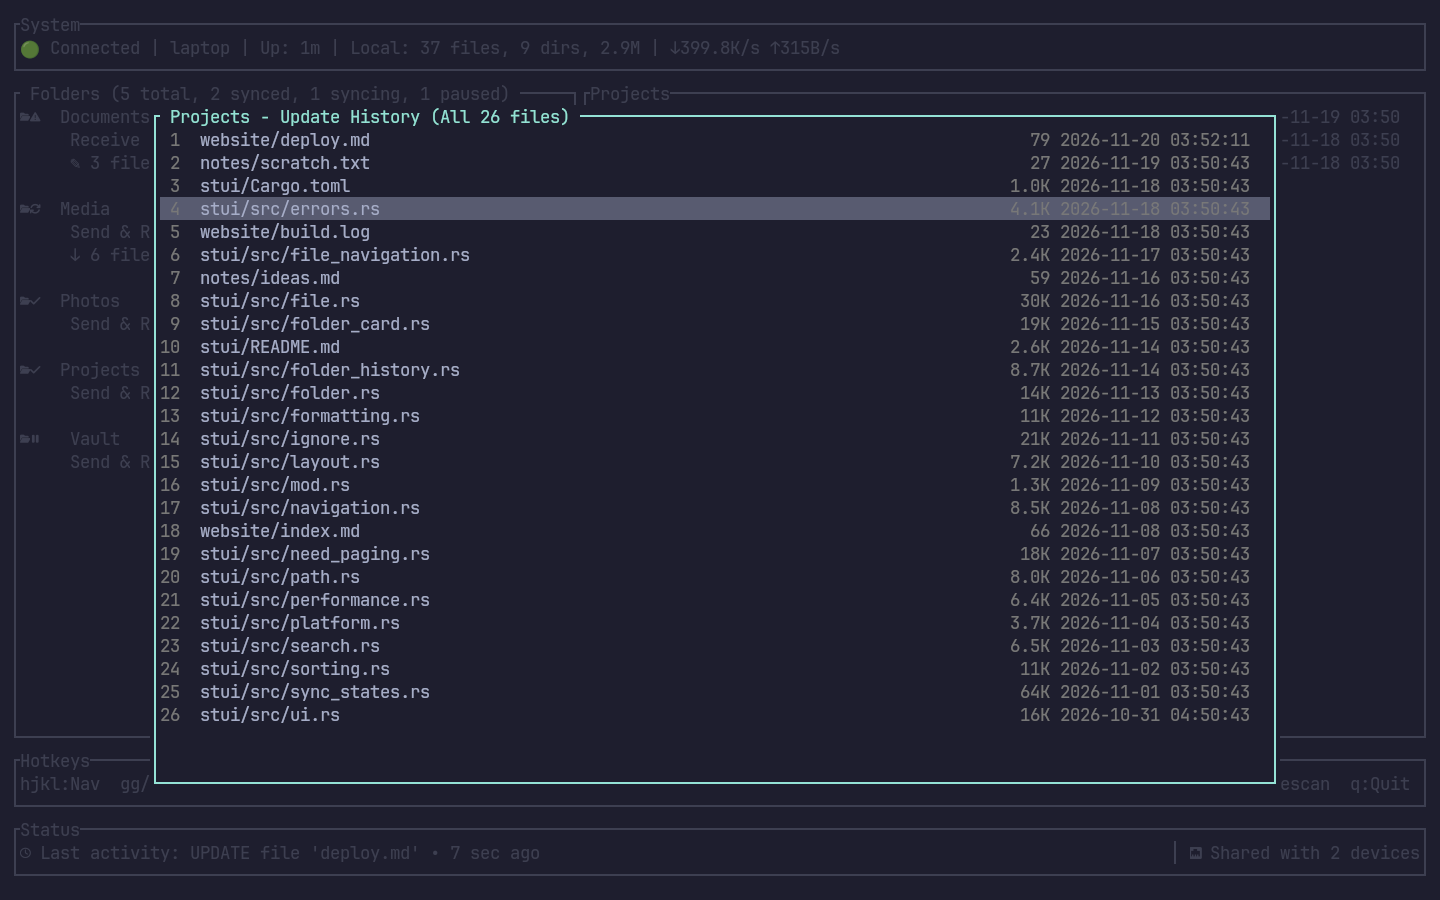 System
Connected | laptop | Up: 1m | Local: 37 files, 9 dirs, 2.9M | ↓399.8K/s ↑315B/s
Folders (5 total, 2 synced, 1 syncing, 1 paused)
Projects
Documents
Receive
✎ 3 file
Media
Send & R
↓ 6 file
Photos
Send & R
Projects
Send & R
Vault
Send & R
-11-19 03:50
-11-18 03:50
-11-18 03:50
Projects - Update History (All 26 files)
1 website/deploy.md 79 2026-11-20 03:52:11
2 notes/scratch.txt 27 2026-11-19 03:50:43
3 stui/Cargo.toml 1.0K 2026-11-18 03:50:43
4 stui/src/errors.rs 4.1K 2026-11-18 03:50:43
5 website/build.log 23 2026-11-18 03:50:43
6 stui/src/file_navigation.rs 2.4K 2026-11-17 03:50:43
7 notes/ideas.md 59 2026-11-16 03:50:43
8 stui/src/file.rs 30K 2026-11-16 03:50:43
9 stui/src/folder_card.rs 19K 2026-11-15 03:50:43
10 stui/README.md 2.6K 2026-11-14 03:50:43
11 stui/src/folder_history.rs 8.7K 2026-11-14 03:50:43
12 stui/src/folder.rs 14K 2026-11-13 03:50:43
13 stui/src/formatting.rs 11K 2026-11-12 03:50:43
14 stui/src/ignore.rs 21K 2026-11-11 03:50:43
15 stui/src/layout.rs 7.2K 2026-11-10 03:50:43
16 stui/src/mod.rs 1.3K 2026-11-09 03:50:43
17 stui/src/navigation.rs 8.5K 2026-11-08 03:50:43
18 website/index.md 66 2026-11-08 03:50:43
19 stui/src/need_paging.rs 18K 2026-11-07 03:50:43
20 stui/src/path.rs 8.0K 2026-11-06 03:50:43
21 stui/src/performance.rs 6.4K 2026-11-05 03:50:43
22 stui/src/platform.rs 3.7K 2026-11-04 03:50:43
23 stui/src/search.rs 6.5K 2026-11-03 03:50:43
24 stui/src/sorting.rs 11K 2026-11-02 03:50:43
25 stui/src/sync_states.rs 64K 2026-11-01 03:50:43
26 stui/src/ui.rs 16K 2026-10-31 04:50:43
Hotkeys
hjkl:Nav gg/ escan q:Quit
Status
Last activity: UPDATE file 'deploy.md' • 7 sec ago | Shared with 2 devices